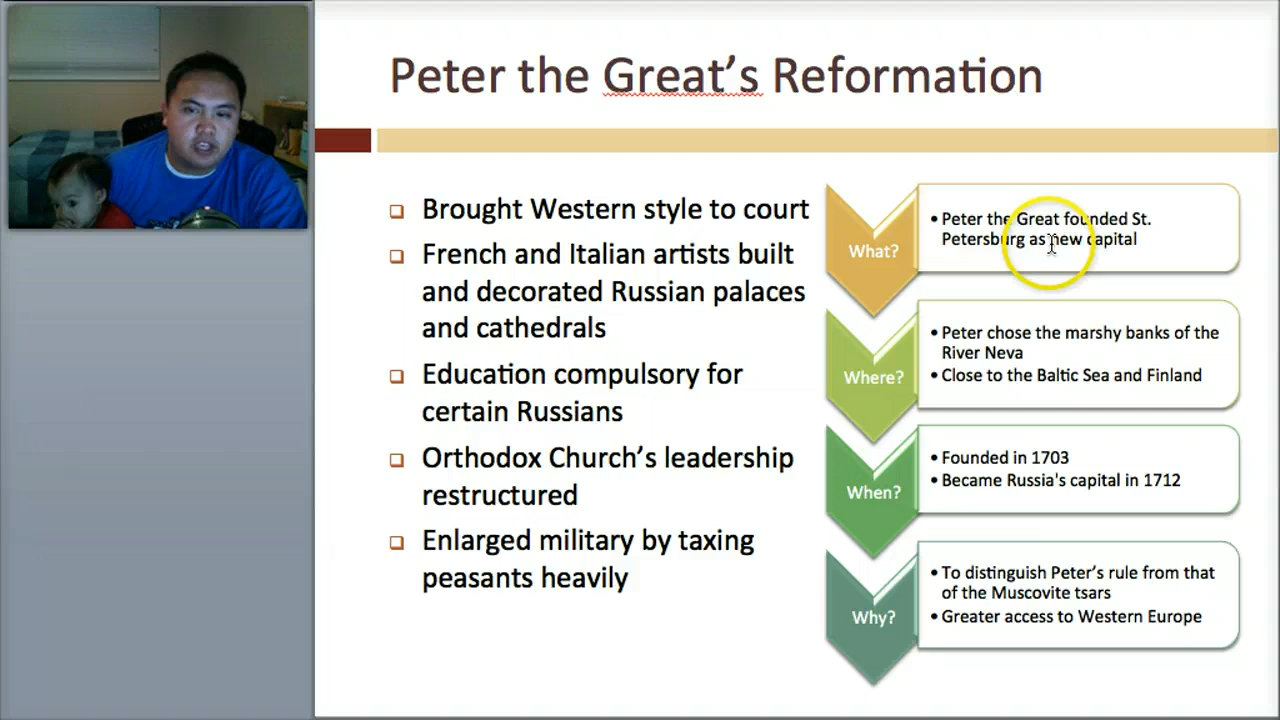 Peter the Great’s Reformation
❑ Brought Western style to court
❑ French and Italian artists built
and decorated Russian palaces
and cathedrals
❑ Education compulsory for
certain Russians
❑ Orthodox Church’s leadership
restructured
❑ Enlarged military by taxing
peasants heavily
What?
• Peter the Great founded St.
Petersburg as new capital
Where?
• Peter chose the marshy banks of the
River Neva
• Close to the Baltic Sea and Finland
When?
• Founded in 1703
• Became Russia's capital in 1712
Why?
• To distinguish Peter’s rule from that
of the Muscovite tsars
• Greater access to Western Europe